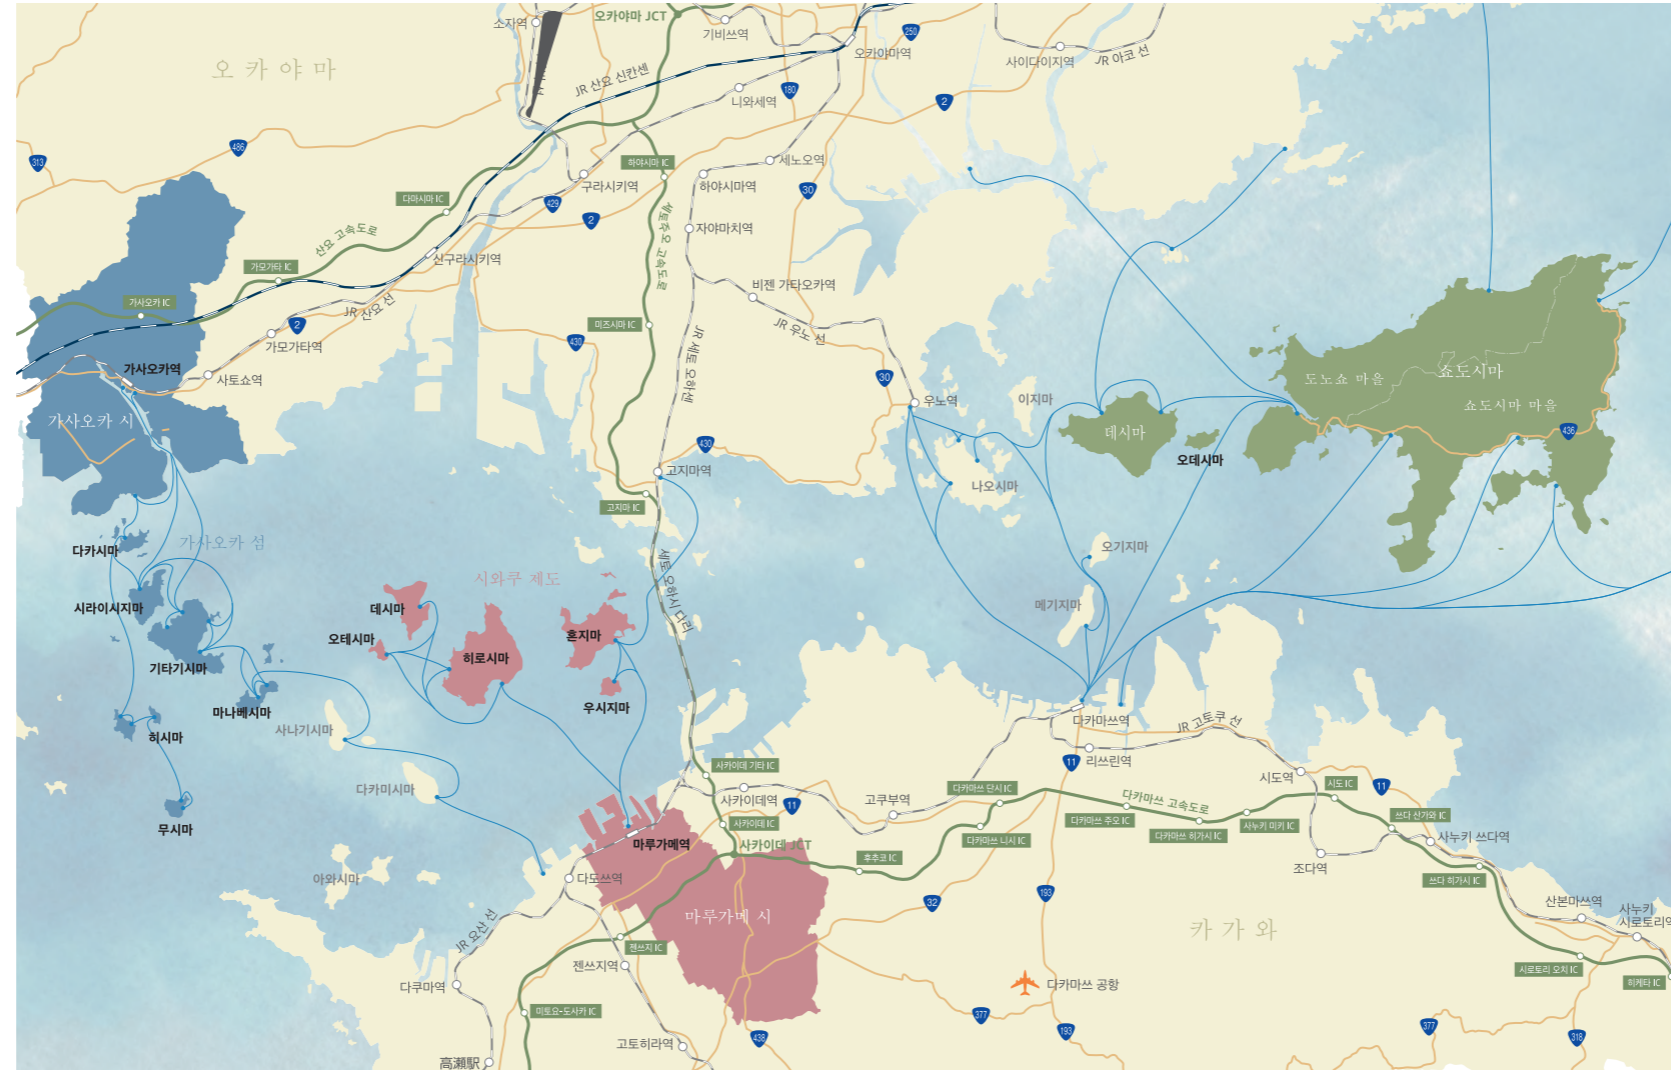 소자역
오카야마 JCT
기비쓰역
오카야마역
250
사이다이지역
JR 아코 선
오카야마
JR 산요 신칸센
니와세역
180
2
486
313
하야시마 IC
세노오역
구라시키역
하야시마역
30
다마시마 IC
429
2
세토주오 고속도로
자야마치역
산요 고속도로
신구라시키역
가모가타 IC
비젠 가타오카역
가사오카 IC
JR 산요 선
2
미즈시마 IC
JR 우노 선
430
가모가타역
JR 세토 오하센
가사오카역
사토쇼역
30
우노역
이지마
도노쇼 마을
쇼도시마
쇼도시마 마을
가사오카 시
데시마
436
430
고지마역
오데시마
나오시마
고지마 IC
가사오카 섬
다카시마
오기지마
세토 오하시 다리
시와쿠 제도
시라이시지마
데시마
메기지마
오테시마
혼지마
히로시마
기타기시마
우시지마
마나베시마
사나기시마
히시마
다카마쓰역
JR 고토쿠 선
리쓰린역
11
사카이데 기타 IC
시도역
시도 IC
11
다카미시마
사카이데역
11
고쿠부역
다카마쓰 단시 IC
다카마쓰 고속도로
무시마
사카이데 IC
다카마쓰 니시 IC
다카마쓰 주오 IC
다카마쓰 히가시 IC
사누키 미키 IC
쓰다 산가와 IC
사누키 쓰다역
마루가메역
사카이데 JCT
후추코 IC
조다역
아와시마
다도쓰역
쓰다 히가시 IC
193
32
산본마쓰역
사누키
시로토리역
마루가메 시
카가와
JR 요산 선
젠쓰지 IC
젠쓰지역
시로토리 오치 IC
히케타 IC
다쿠마역
다카마쓰 공항
미토요-도사카 IC
377
193
377
318
438
고토히라역
高瀬駅